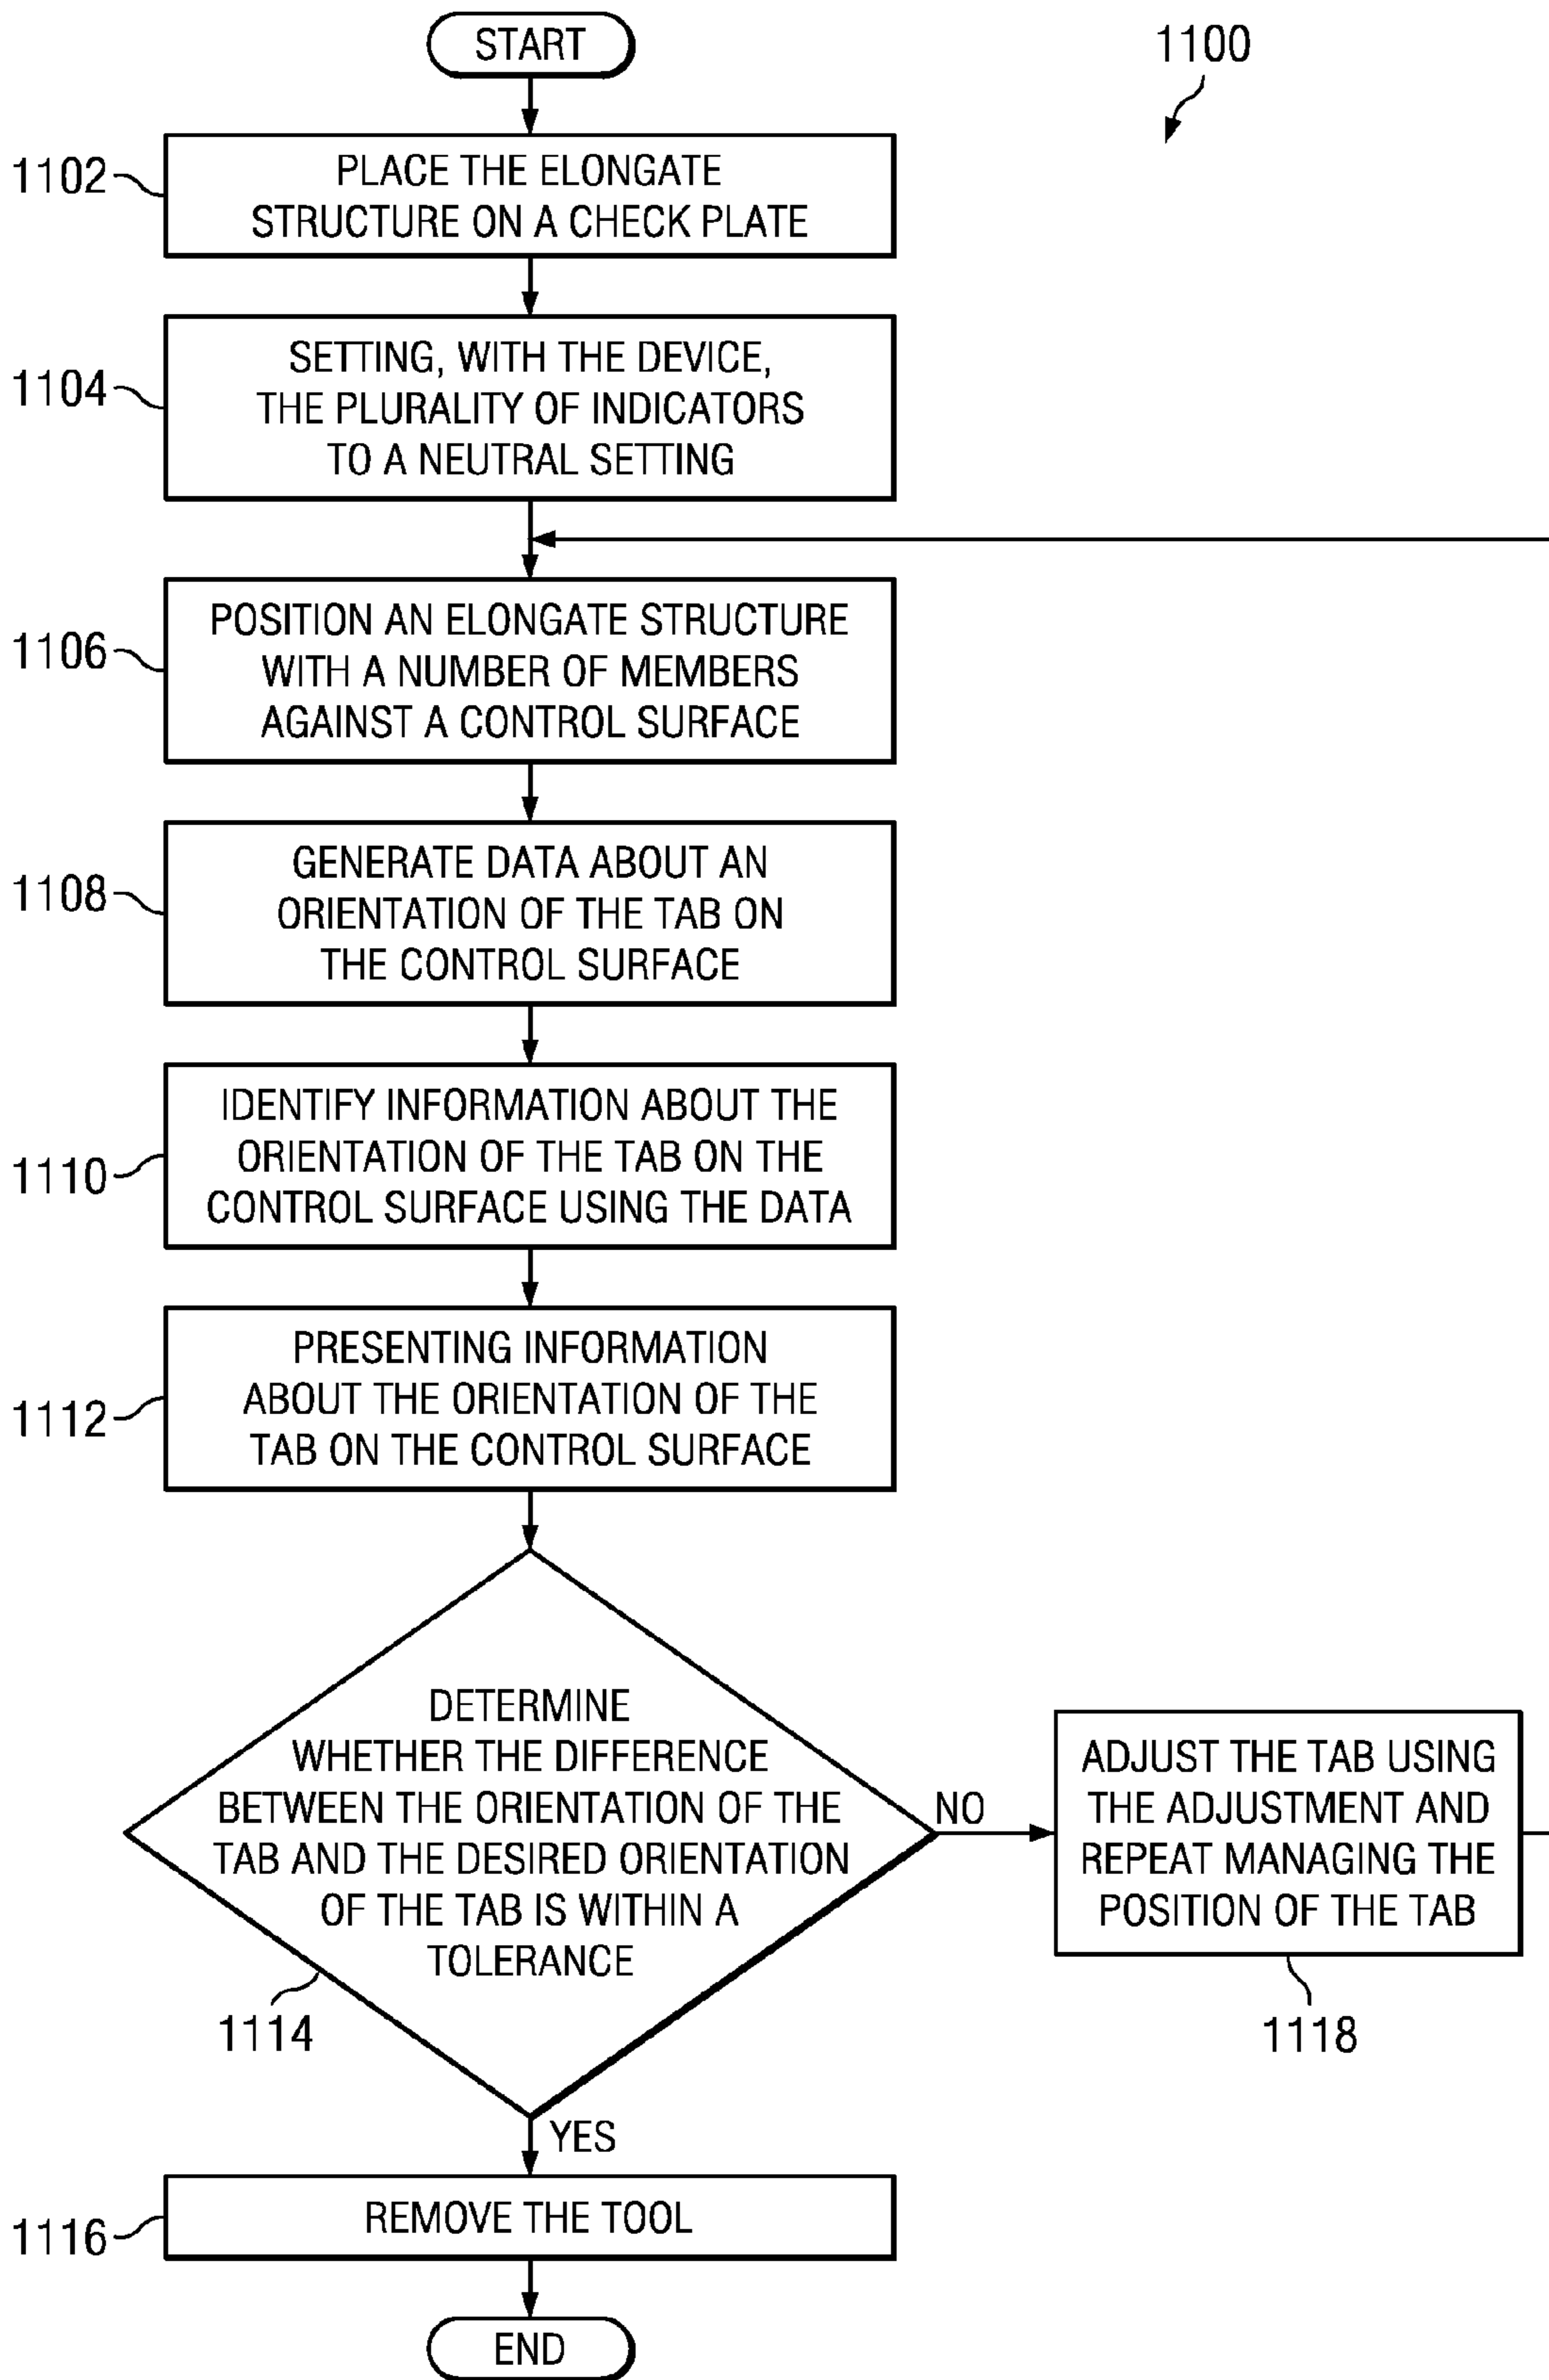 START
1100
1102
PLACE THE ELONGATE
STRUCTURE ON A CHECK PLATE
1104
SETTING, WITH THE DEVICE,
THE PLURALITY OF INDICATORS
TO A NEUTRAL SETTING
1106
POSITION AN ELONGATE STRUCTURE
WITH A NUMBER OF MEMBERS
AGAINST A CONTROL SURFACE
1108
GENERATE DATA ABOUT AN
ORIENTATION OF THE TAB ON
THE CONTROL SURFACE
1110
IDENTIFY INFORMATION ABOUT THE
ORIENTATION OF THE TAB ON THE
CONTROL SURFACE USING THE DATA
1112
PRESENTING INFORMATION
ABOUT THE ORIENTATION OF THE
TAB ON THE CONTROL SURFACE
DETERMINE
WHETHER THE DIFFERENCE
BETWEEN THE ORIENTATION OF THE
TAB AND THE DESIRED ORIENTATION
OF THE TAB IS WITHIN A
TOLERANCE
1114
NO
ADJUST THE TAB USING
THE ADJUSTMENT AND
REPEAT MANAGING THE
POSITION OF THE TAB
1118
YES
1116
REMOVE THE TOOL
END